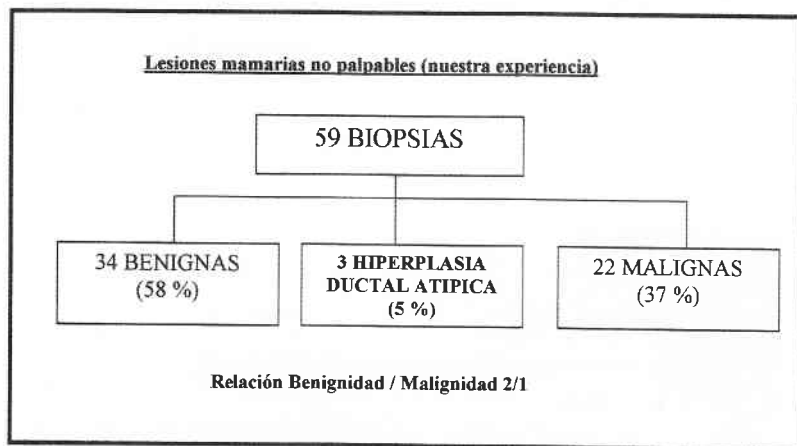 Lesiones mamarias no palpables (nuestra experiencia)
59 BIOPSIAS
34 BENIGNAS
(58 %)
3 HIPERPLASIA
DUCTAL ATIPICA
(5 %)
22 MALIGNAS
(37 %)
Relación Benignidad / Malignidad 2/1